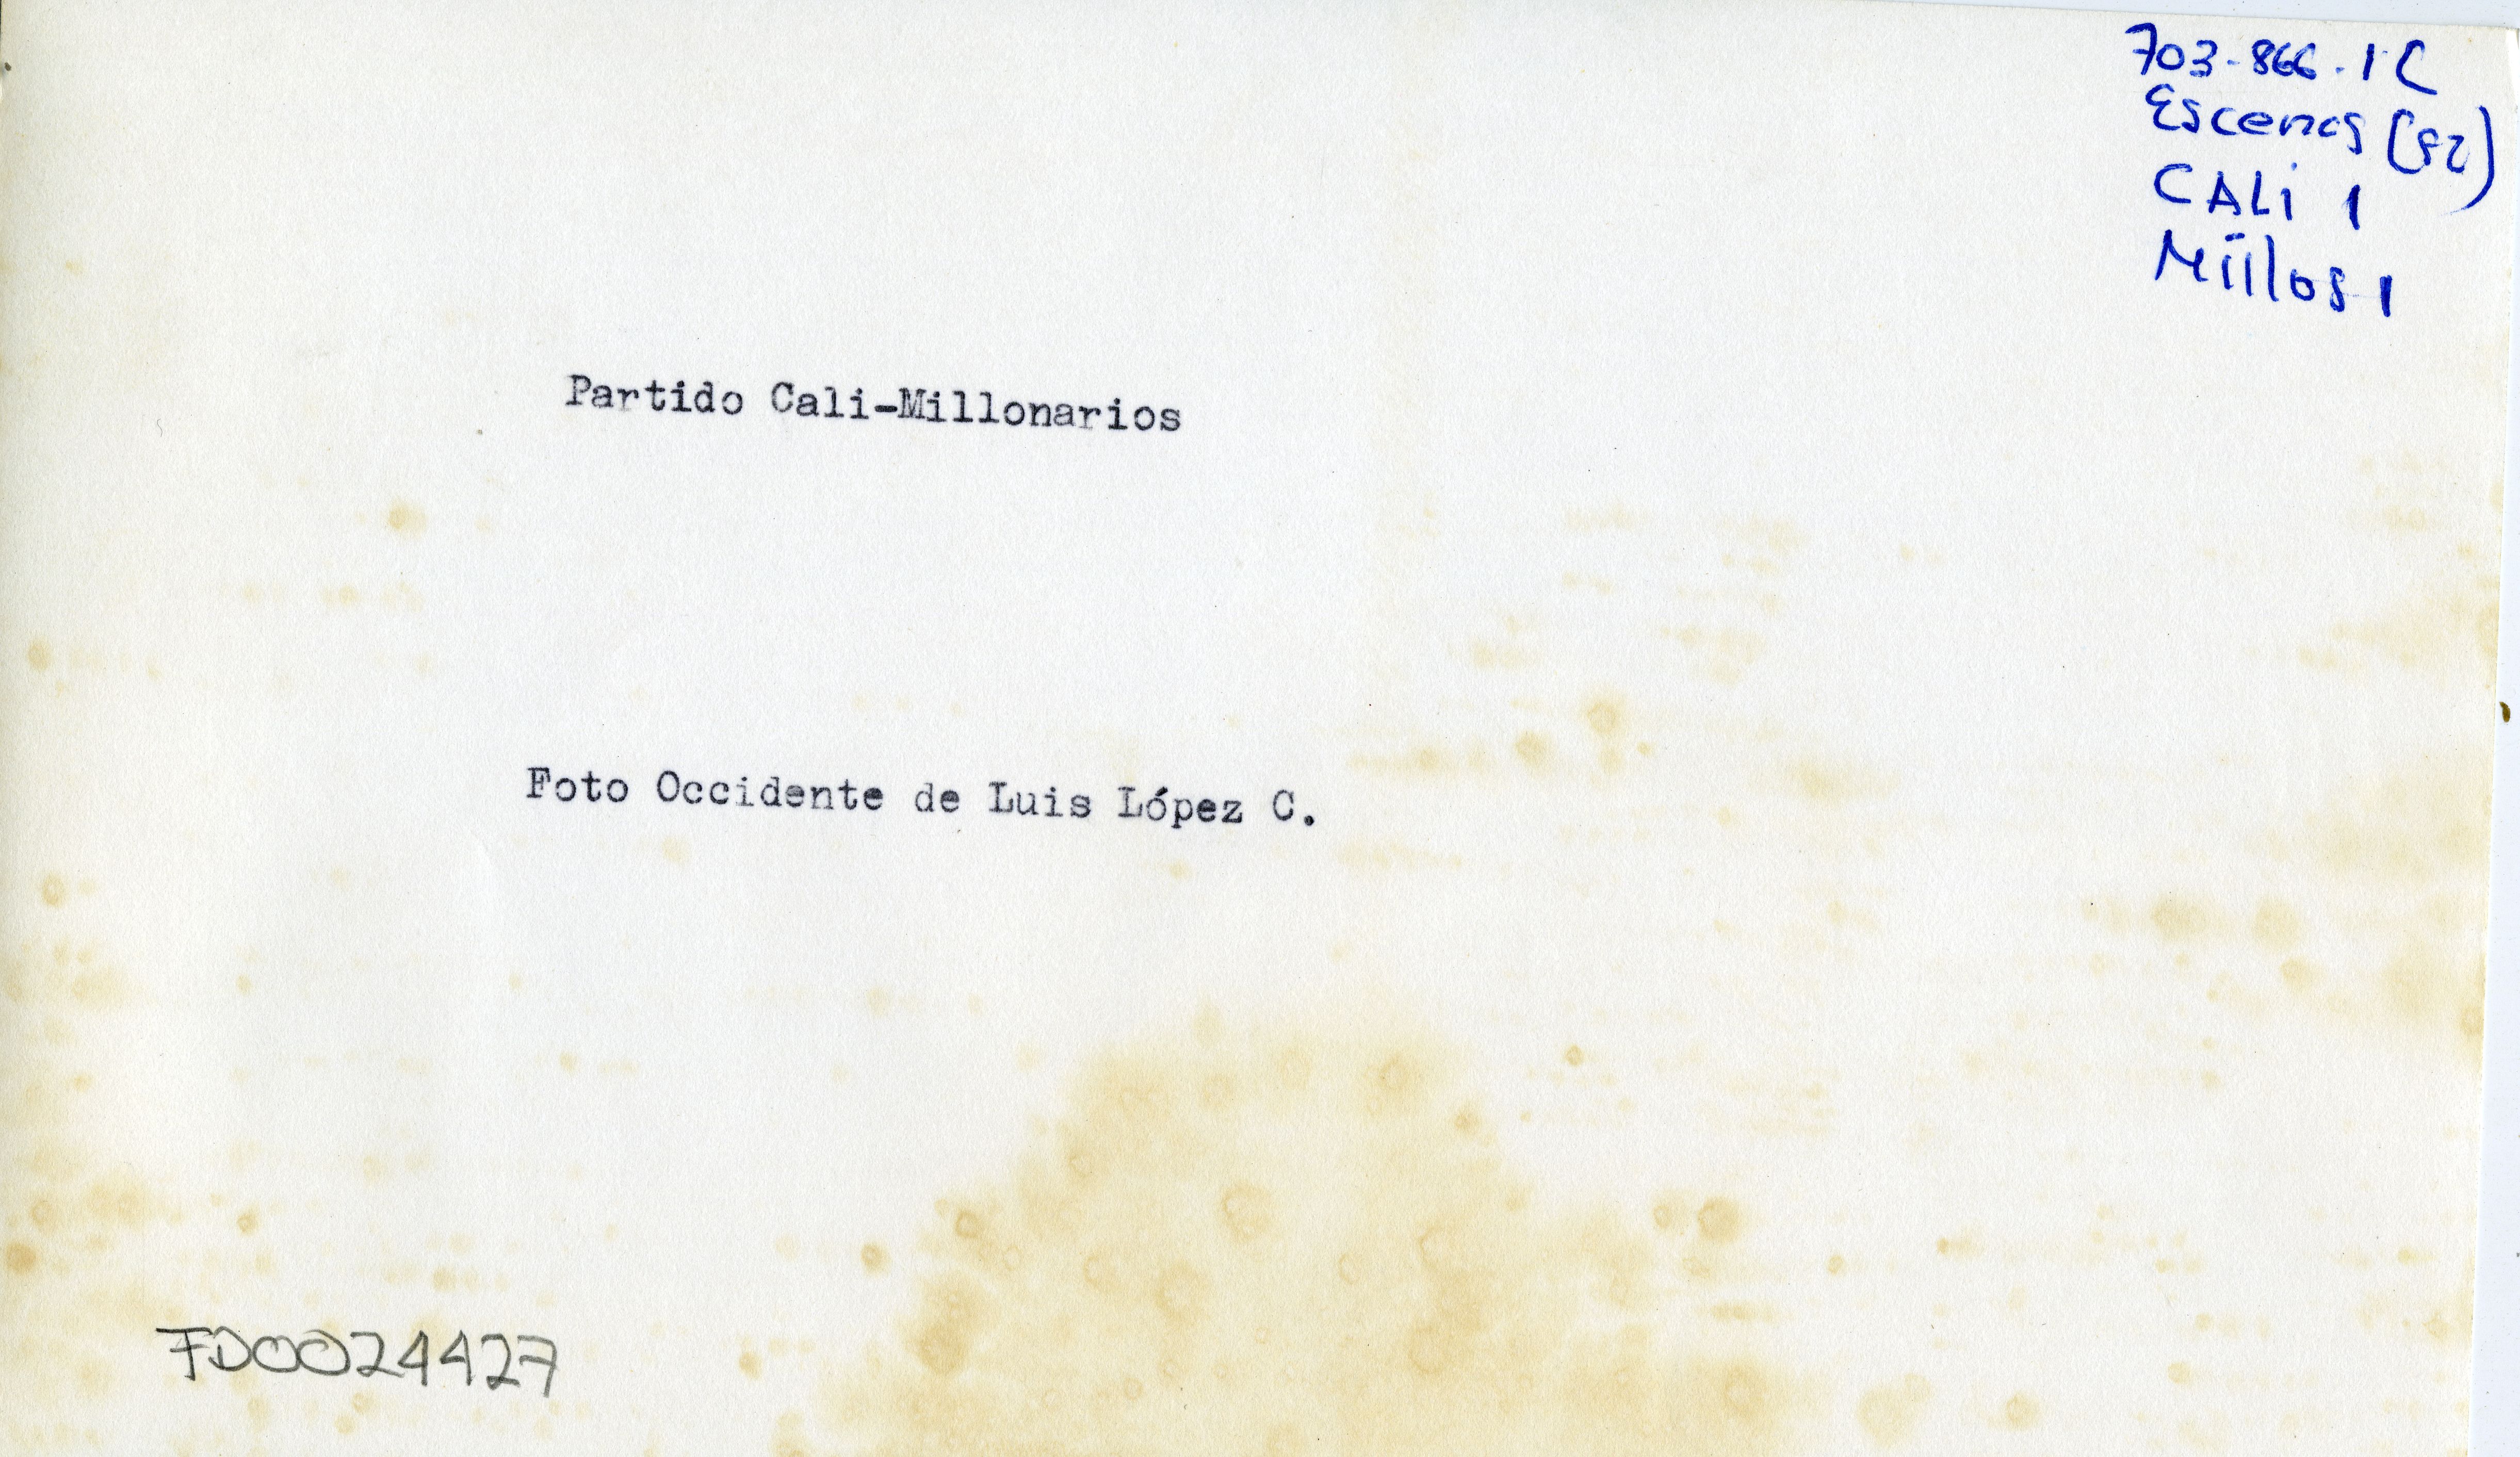 703-866-1C
Escenas (82)
CALi 1
Millos 1
Partido Cali-Millonarios
Foto Occidente de Luis López C.
FD0024427